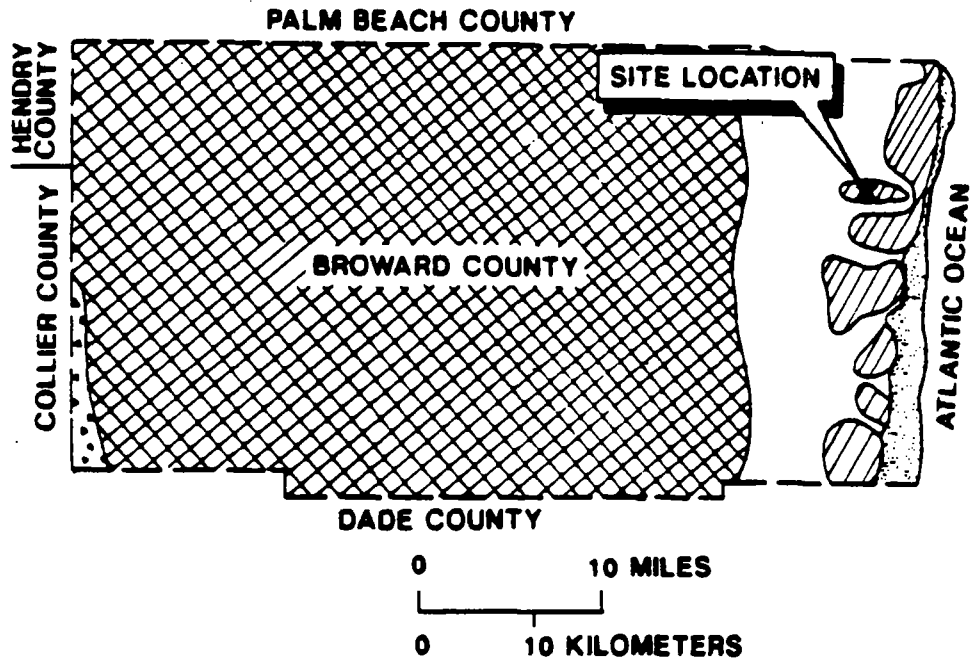 PALM BEACH COUNTY
HENDRY
COUNTY
SITE LOCATION
COLLIER COUNTY
BROWARD COUNTY
ATLANTIC OCEAN
DADE COUNTY
0 10 MILES
0 10 KILOMETERS